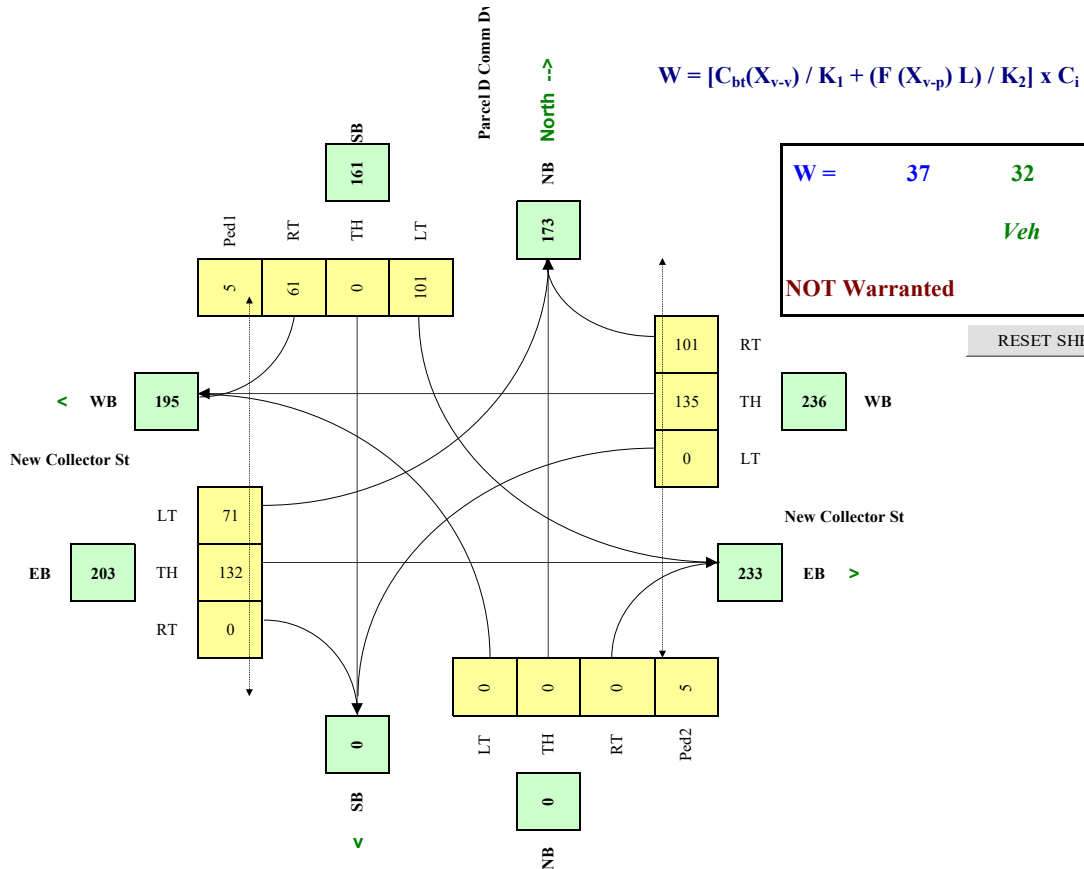 Parcel D Comm
North -->
W = [Cbt(Xv-v) / K1 + (F (Xv-p) L) / K2] x Ci
SB
161
NB
173
W = 37 32
Veh
NOT Warranted
RESET
Ped1 RT TH LT
5 61 0 101
101 RT
135 TH
0 LT
236 WB
< WB 195
New Collector St
New Collector St
LT 71
TH 132
RT 0
EB 203
233 EB >
0 0 0 5
LT TH RT Ped2
0
SB
v
0
NB